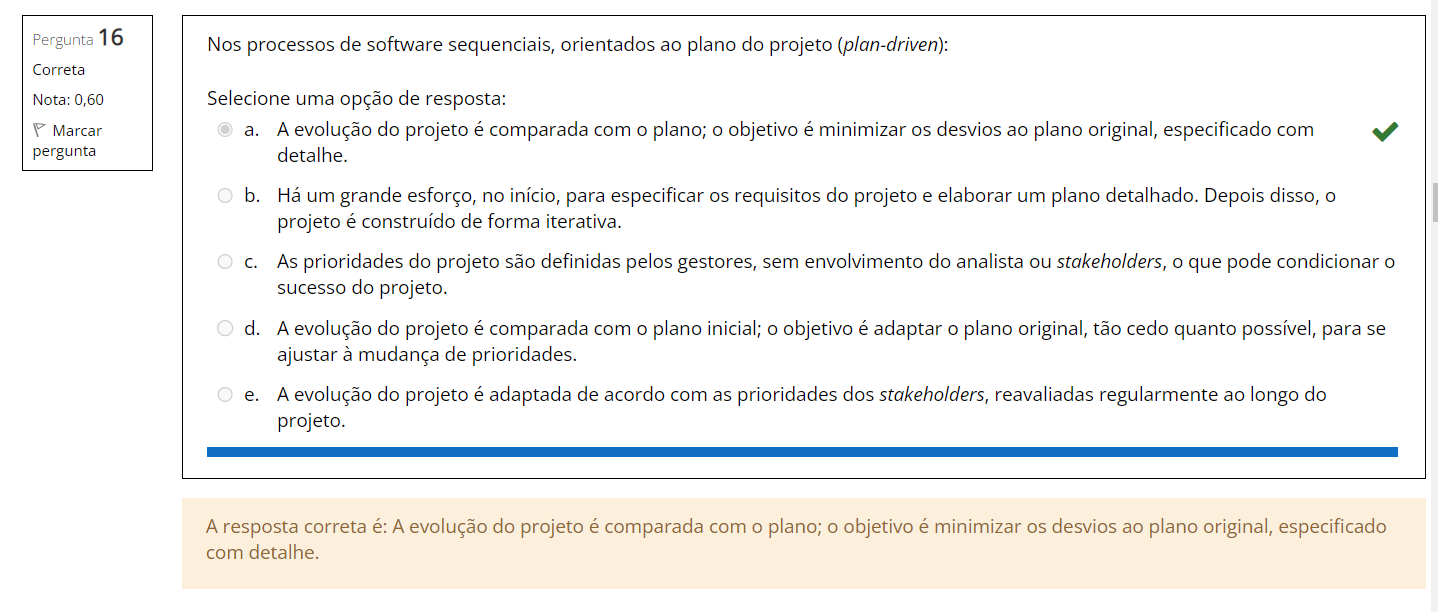 Pergunta 16
Correta
Nota: 0,60
Marcar
pergunta
Nos processos de software sequenciais, orientados ao plano do projeto (plan-driven):
Selecione uma opção de resposta:
a. A evolução do projeto é comparada com o plano; o objetivo é minimizar os desvios ao plano original, especificado com
detalhe.
b. Há um grande esforço, no início, para especificar os requisitos do projeto e elaborar um plano detalhado. Depois disso, o
projeto é construído de forma iterativa.
c. As prioridades do projeto são definidas pelos gestores, sem envolvimento do analista ou stakeholders, o que pode condicionar o
sucesso do projeto.
d. A evolução do projeto é comparada com o plano inicial; o objetivo é adaptar o plano original, tão cedo quanto possível, para se
ajustar à mudança de prioridades.
e. A evolução do projeto é adaptada de acordo com as prioridades dos stakeholders, reavaliadas regularmente ao longo do
projeto.
A resposta correta é: A evolução do projeto é comparada com o plano; o objetivo é minimizar os desvios ao plano original, especificado
com detalhe.